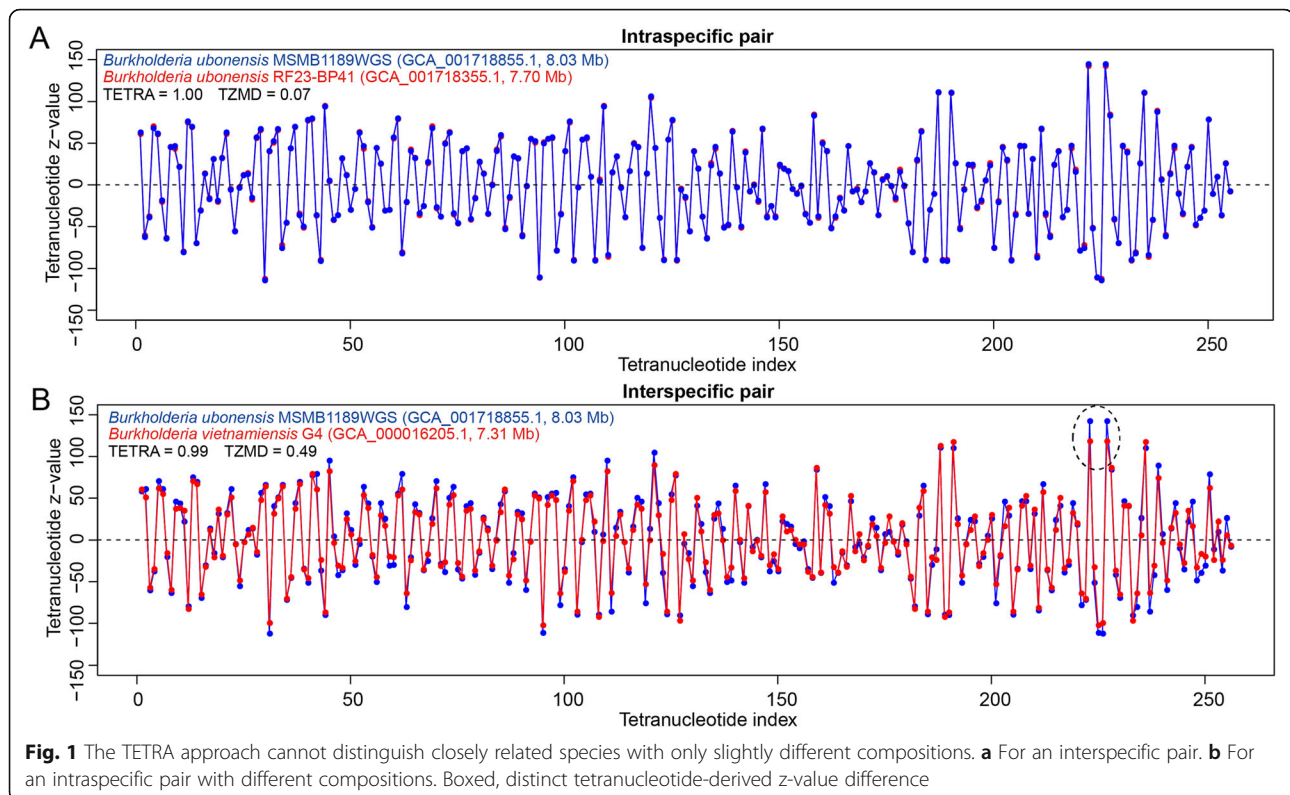 A
Intraspecific pair
Burkholderia ubonensis MSMB1189WGS (GCA_001718855.1, 8.03 Mb)
Burkholderia ubonensis RF23-BP41 (GCA_001718355.1, 7.70 Mb)
TETRA = 1.00 TZMD = 0.07
Tetranucleotide z-value
150
100
50
0
−50
−100
−150
0 50 100 150 200 250
Tetranucleotide index
B
Interspecific pair
Burkholderia ubonensis MSMB1189WGS (GCA_001718855.1, 8.03 Mb)
Burkholderia vietnamiensis G4 (GCA_000016205.1, 7.31 Mb)
TETRA = 0.99 TZMD = 0.49
Tetranucleotide z-value
150
100
50
0
−50
−100
−150
0 50 100 150 200 250
Tetranucleotide index
Fig. 1 The TETRA approach cannot distinguish closely related species with only slightly different compositions. a For an interspecific pair. b For
an intraspecific pair with different compositions. Boxed, distinct tetranucleotide-derived z-value difference